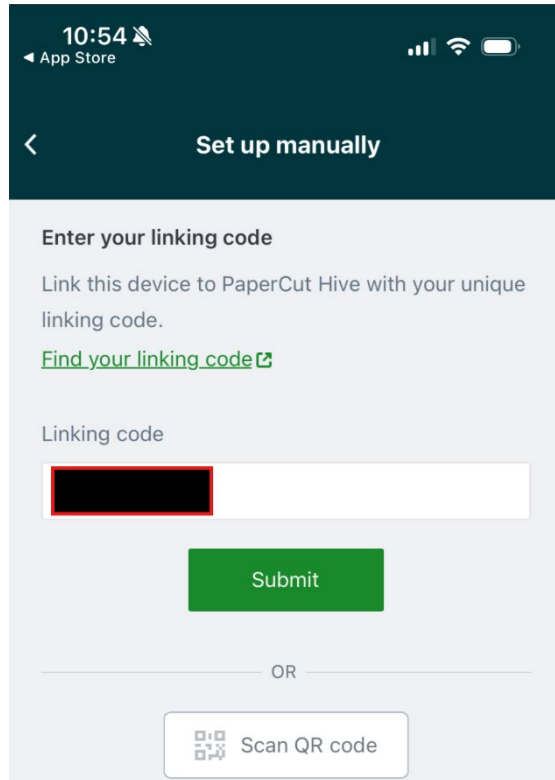 10:54
◀ App Store
Set up manually
Enter your linking code
Link this device to PaperCut Hive with your unique
linking code.
Find your linking code
Linking code
Submit
OR
Scan QR code